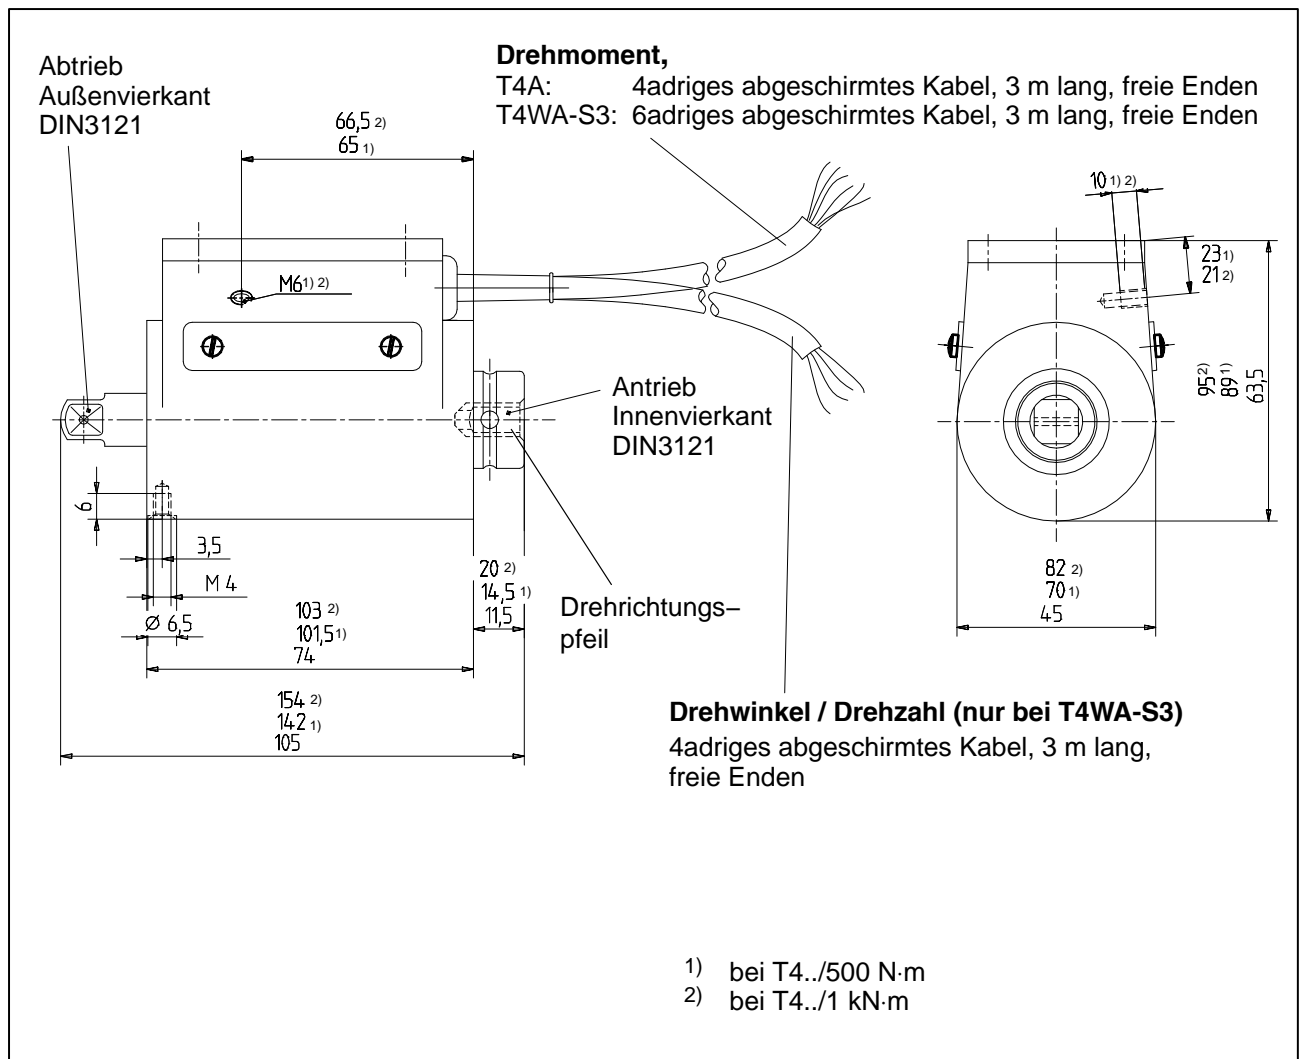 Abtrieb
Außenvierkant
DIN3121
Drehmoment,
T4A: 4adriges abgeschirmtes Kabel, 3 m lang, freie Enden
T4WA-S3: 6adriges abgeschirmtes Kabel, 3 m lang, freie Enden
66,5 2)
65 1)
M6 1) 2)
10 1) 2)
23 1)
21 2)
95 2)
89 1)
63,5
Antrieb
Innenvierkant
DIN3121
6
3,5
M 4
Ø 6,5
20 2)
14,5 1)
11,5
103 2)
101,5 1)
74
154 2)
142 1)
105
Drehrichtungs–
pfeil
82 2)
70 1)
45
Drehwinkel / Drehzahl (nur bei T4WA-S3)
4adriges abgeschirmtes Kabel, 3 m lang,
freie Enden
1) bei T4../500 N·m
2) bei T4../1 kN·m